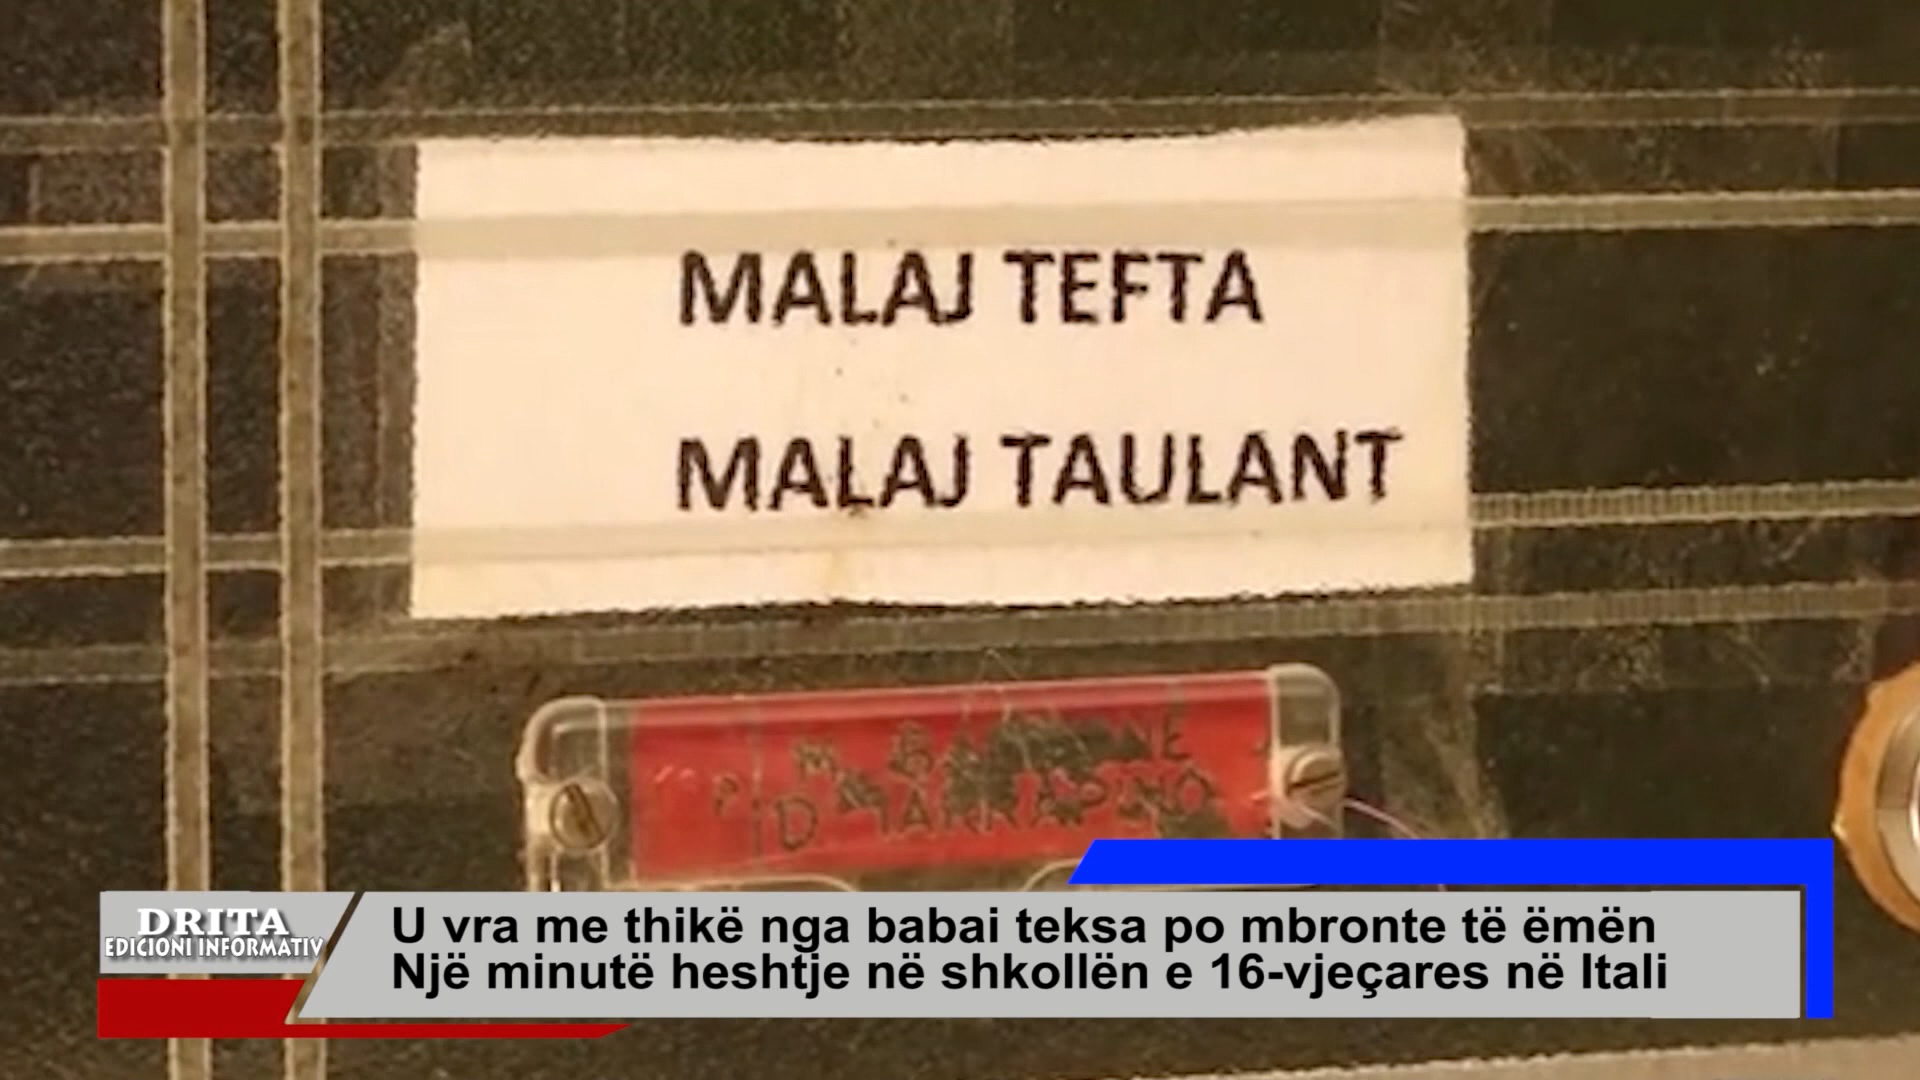 MALAJ TEFTA
MALAJ TAULANT
DRITA
EDICIONI INFORMATIV
U vra me thikë nga babai teksa po mbronte të ëmën
Një minutë heshtje në shkollën e 16-vjeçares në Itali